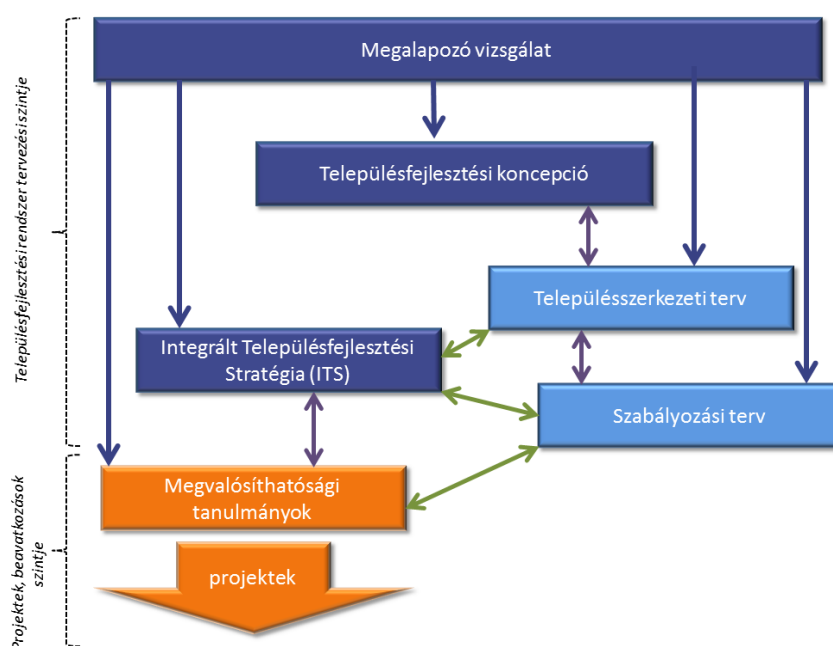 Megalapozó vizsgálat
Településfejlesztési koncepció
Településszerkezeti terv
Integrált Településfejlesztési
Stratégia (ITS)
Szabályozási terv
Megvalósíthatósági
tanulmányok
projektek
Településfejlesztési rendszer tervezési szintje
Projektek, beavatkozások
szintje